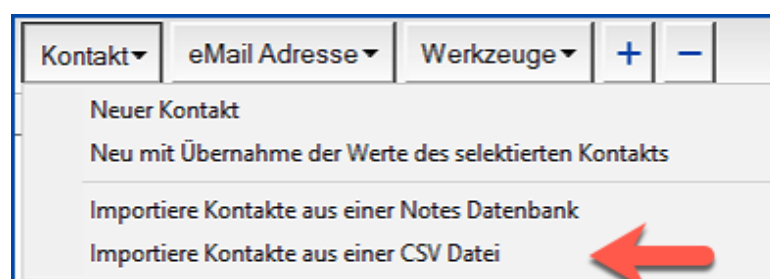 Kontakt▾ eMail Adresse▾ Werkzeuge▾ + −
Neuer Kontakt
Neu mit Übernahme der Werte des selektierten Kontakts
Importiere Kontakte aus einer Notes Datenbank
Importiere Kontakte aus einer CSV Datei